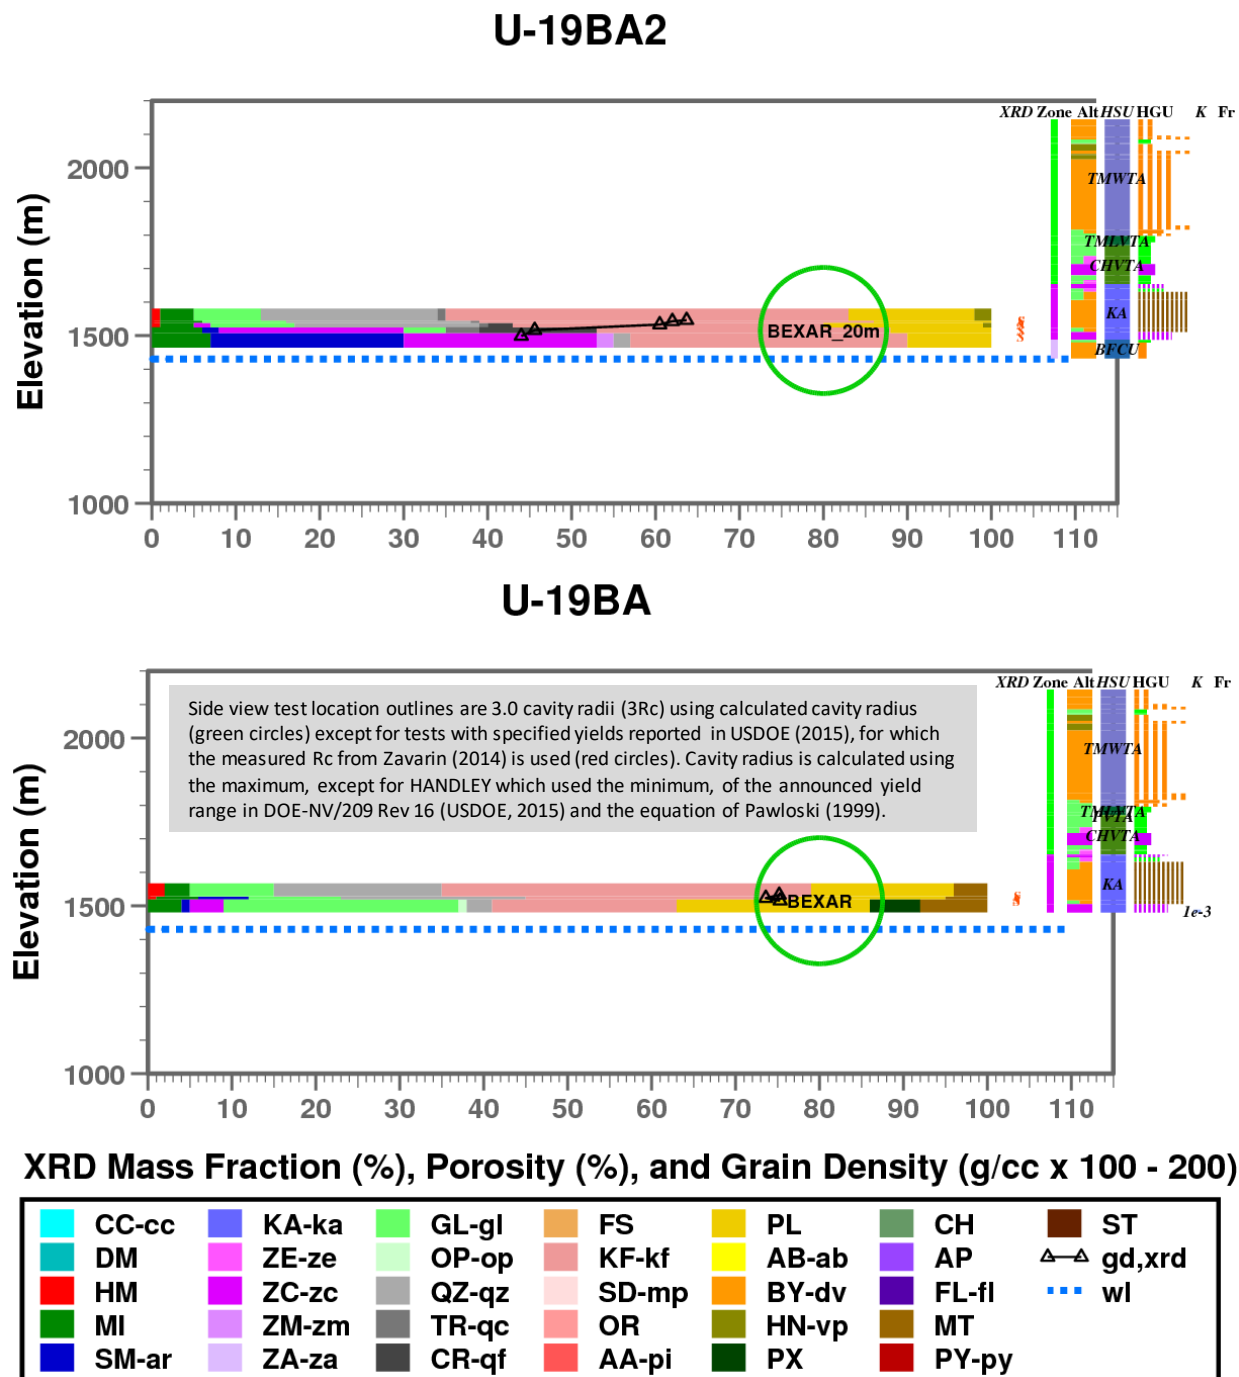 U-19BA2
XRD Zone Alt HSU HGU K Fr
2000
1500
1000
Elevation (m)
TMWTA
TMLVTA
CHVTA
KA
BFCU
BEXAR_20m
0 10 20 30 40 50 60 70 80 90 100 110
U-19BA
XRD Zone Alt HSU HGU K Fr
2000
1500
1000
Elevation (m)
Side view test location outlines are 3.0 cavity radii (3Rc) using calculated cavity radius
(green circles) except for tests with specified yields reported in USDOE (2015), for which
the measured Rc from Zavarin (2014) is used (red circles). Cavity radius is calculated using
the maximum, except for HANDLEY which used the minimum, of the announced yield
range in DOE-NV/209 Rev 16 (USDOE, 2015) and the equation of Pawloski (1999).
TMWTA
CHVTA
KA
1e-3
BEXAR
0 10 20 30 40 50 60 70 80 90 100 110
XRD Mass Fraction (%), Porosity (%), and Grain Density (g/cc x 100 - 200)
CC-cc KA-ka GL-gl FS PL CH ST
DM ZE-ze OP-op KF-kf AB-ab AP gd,xrd
HM ZC-zc QZ-qz SD-mp BY-dv FL-fl wl
MI ZM-zm TR-qc OR HN-vp MT
SM-ar ZA-za CR-qf AA-pi PX PY-py